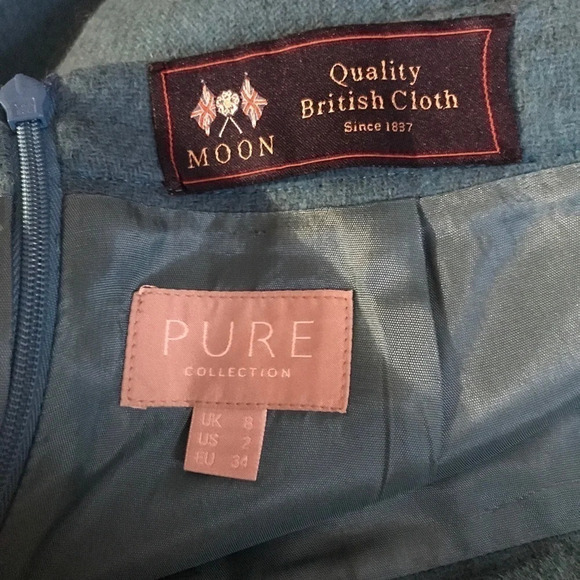 MOON
Quality
British Cloth
Since 1837
PURE
COLLECTION
UK 8
US 2
EU 34